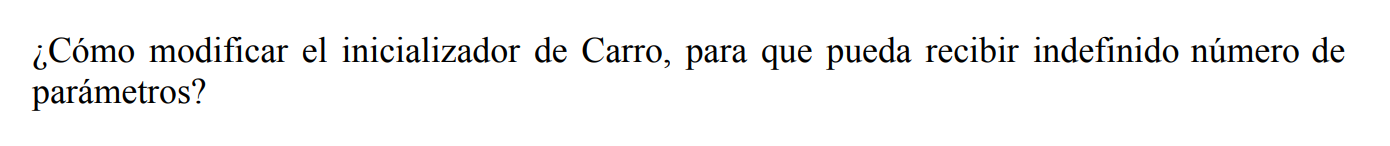 ¿Cómo modificar el inicializador de Carro, para que pueda recibir indefinido número de
parámetros?